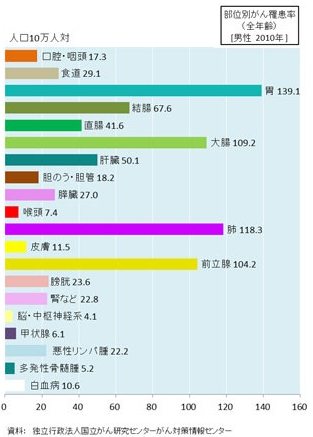 部位別がん罹患率
(全年齢)
[男性 2010年]
人口10万人対
口腔・咽頭 17.3
食道 29.1
胃 139.1
結腸 67.6
直腸 41.6
大腸 109.2
肝臓 50.1
胆のう・胆管 18.2
膵臓 27.0
喉頭 7.4
肺 118.3
皮膚 11.5
前立腺 104.2
膀胱 23.6
腎など 22.8
脳・中枢神経系 4.1
甲状腺 6.1
悪性リンパ腫 22.2
多発性骨髄腫 5.2
白血病 10.6
0 20 40 60 80 100 120 140 160
資料: 独立行政法人国立がん研究センターがん対策情報センター